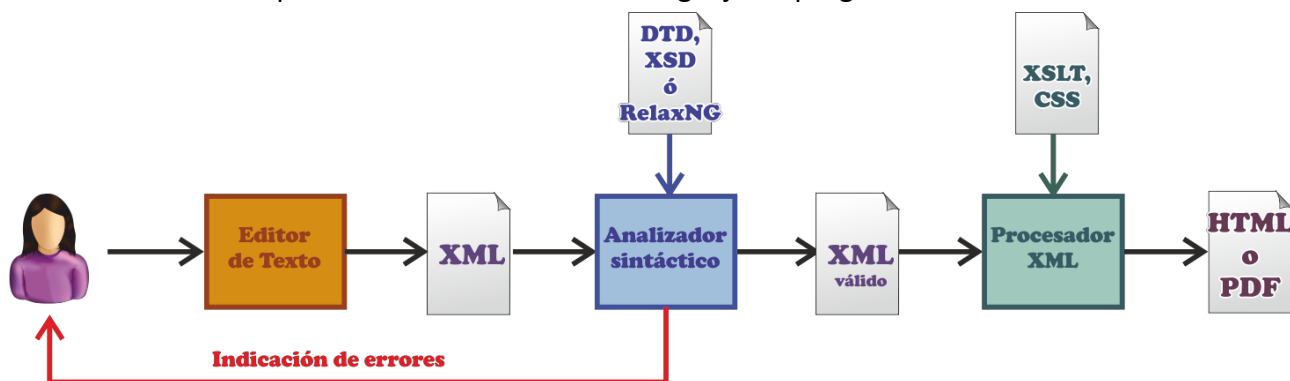 DTD,
XSD
ó
RelaxNG
XSLT,
CSS
Editor
de Texto
XML
Analizador
sintáctico
XML
válido
Procesador
XML
HTML
o
PDF
Indicación de errores